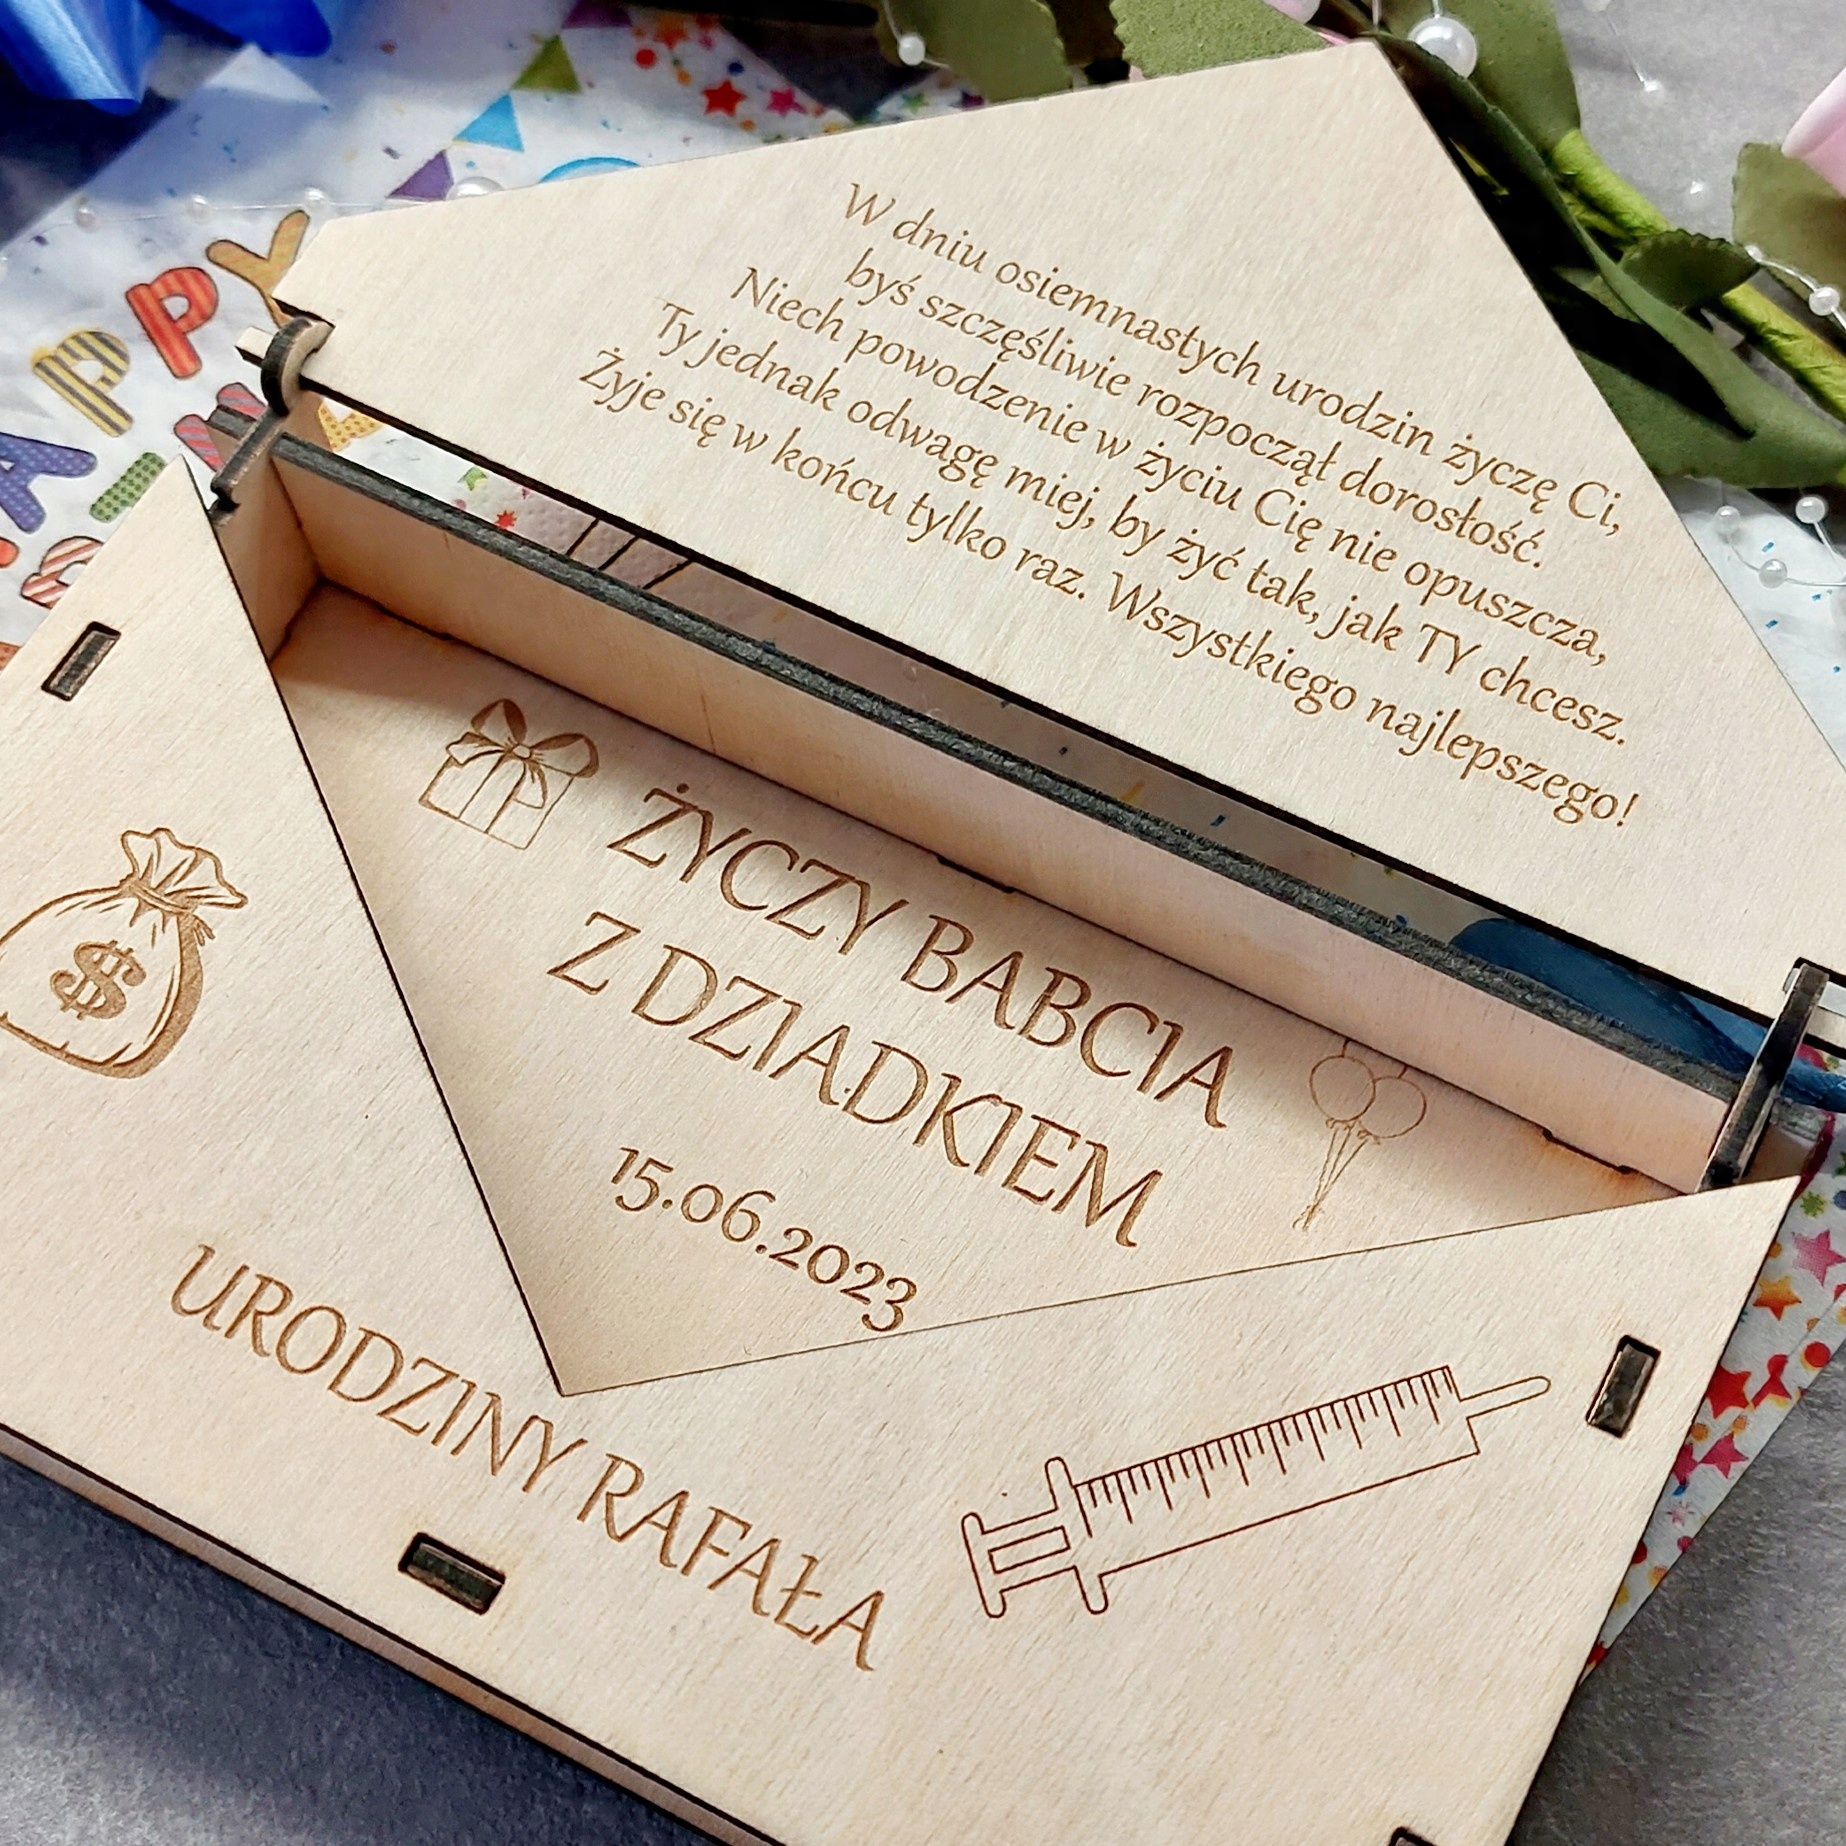 HAPPY
W dniu osiemnastych urodzin życzę Ci,
byś szczęśliwie rozpoczął dorosłość.
Niech powodzenie w życiu Cię nie opuszcza,
Ty jednak odwagę miej, by żyć tak, jak TY chcesz.
Żyje się w końcu tylko raz. Wszystkiego najlepszego!
ŻYCZY BABCIA
Z DZIADKIEM
15.06.2023
$
URODZINY RAFAŁA